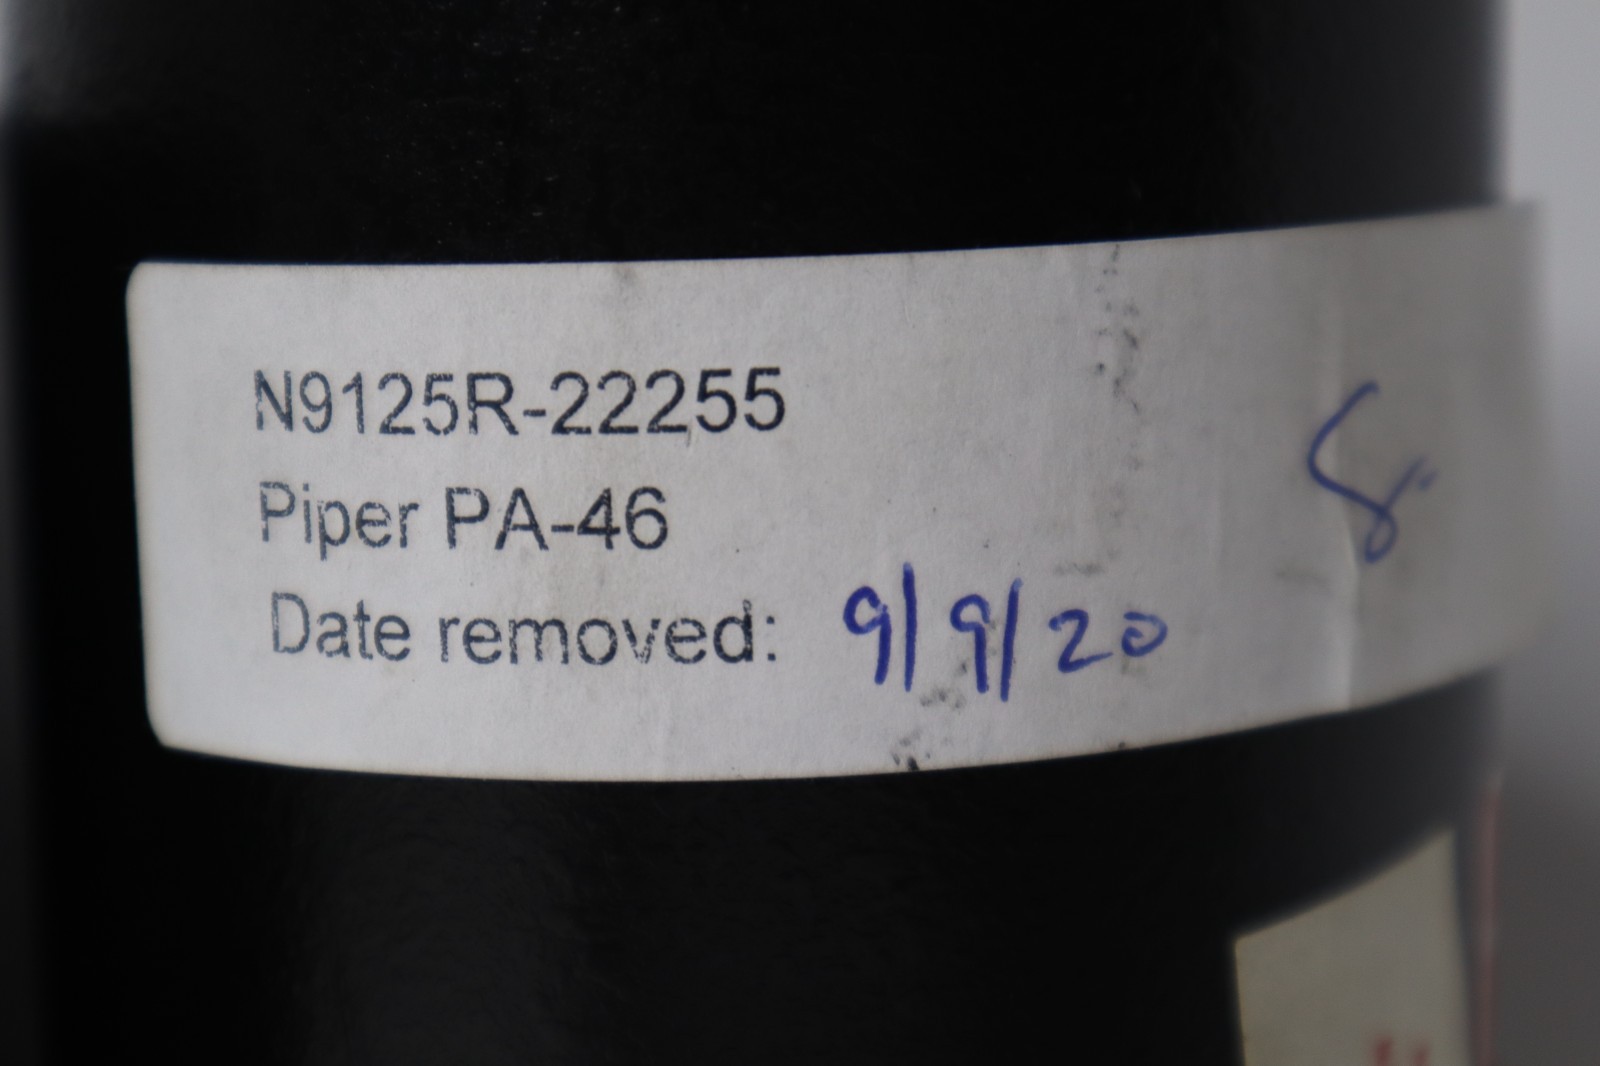 N9125R-22255
Piper PA-46
Date removed: 9/9/20